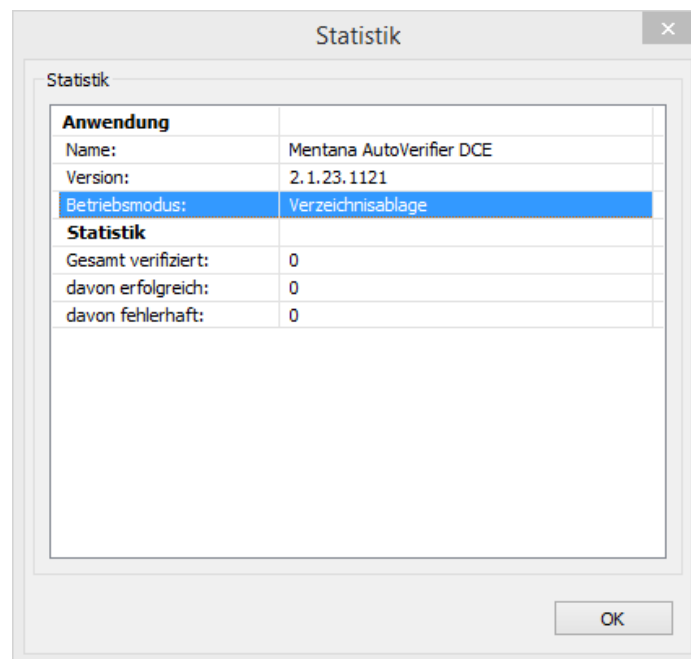 Statistik
Statistik
Anwendung
Name: Mentana AutoVerifier DCE
Version: 2.1.23.1121
Betriebsmodus: Verzeichnisablage
Statistik
Gesamt verifiziert: 0
davon erfolgreich: 0
davon fehlerhaft: 0
OK